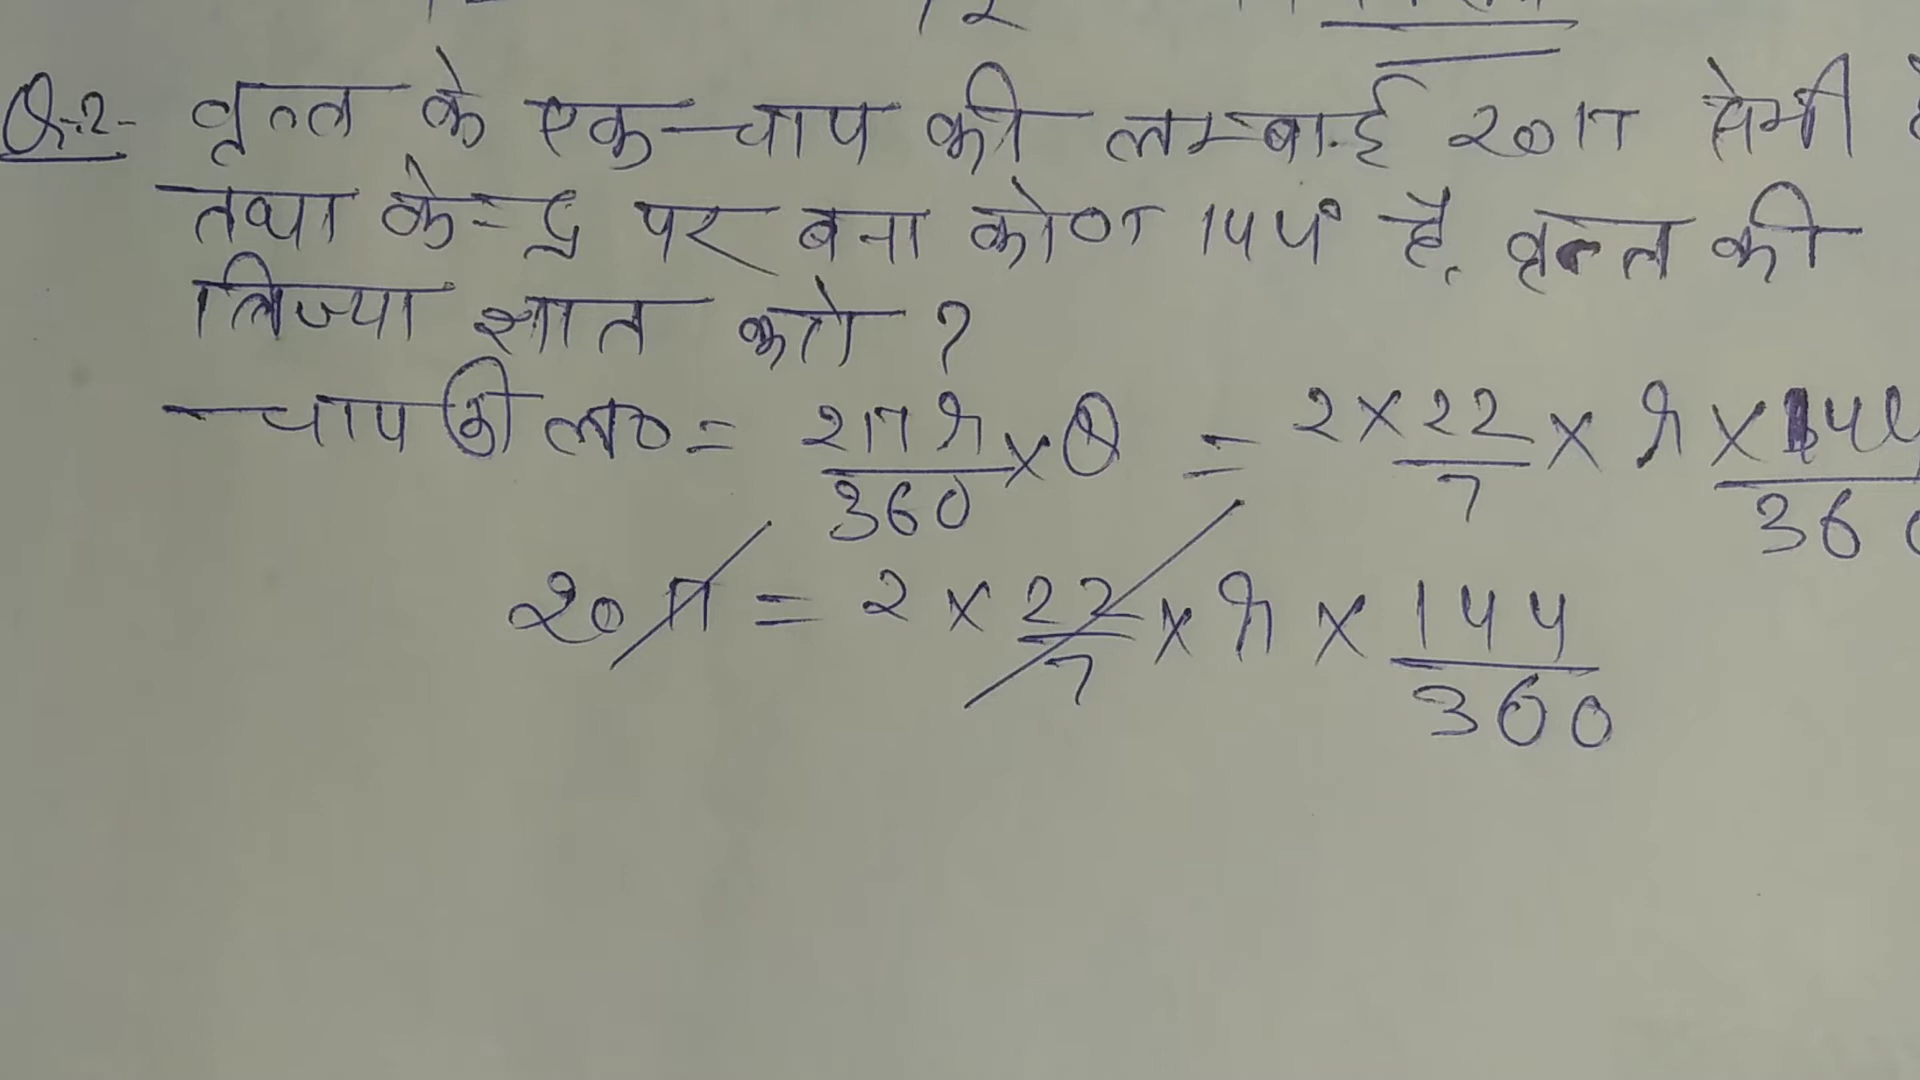 Q.2- वृत्त के एक चाप की लम्बाई 20π सेमी
तथा केन्द्र पर बना कोण 144° है, वृत्त की
त्रिज्या ज्ञात करो ?
चाप की ल० = 2πr/360 × θ = 2 × 22/7 × r × 144/360
20π = 2 × 22/7 × r × 144/360